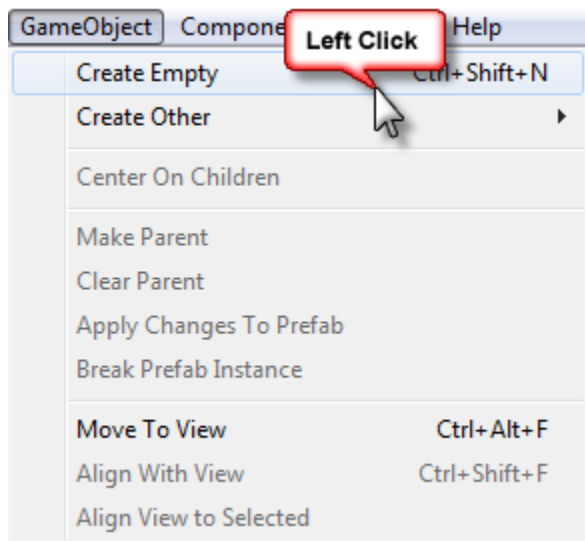 GameObject Compone Help
Left Click
Create Empty Ctrl+Shift+N
Create Other
Center On Children
Make Parent
Clear Parent
Apply Changes To Prefab
Break Prefab Instance
Move To View Ctrl+Alt+F
Align With View Ctrl+Shift+F
Align View to Selected